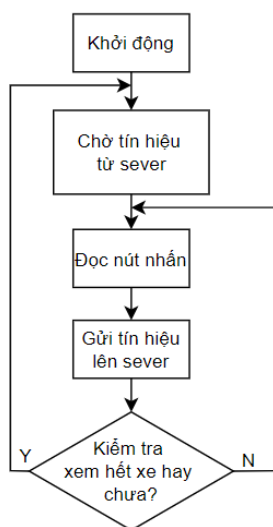 Khởi động
Chờ tín hiệu
từ sever
Đọc nút nhấn
Gửi tín hiệu
lên sever
Kiểm tra
xem hết xe hay
chưa?
Y
N